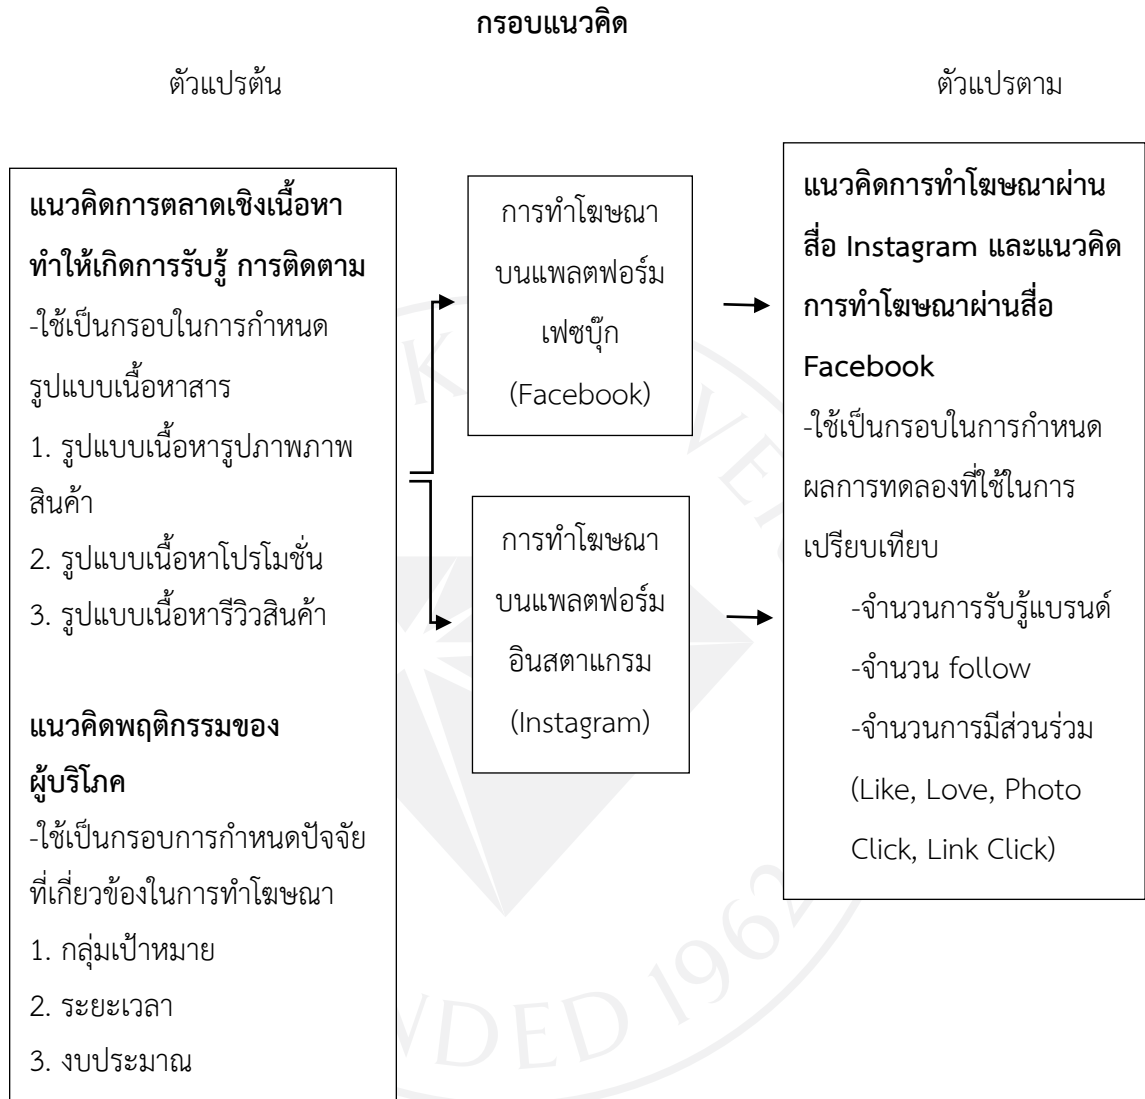 กรอบแนวคิด
ตัวแปรต้น
ตัวแปรตาม
แนวคิดการตลาดเชิงเนื้อหา
ทำให้เกิดการรับรู้ การติดตาม
-ใช้เป็นกรอบในการกำหนด
รูปแบบเนื้อหาสาร
1. รูปแบบเนื้อหารูปภาพภาพ
สินค้า
2. รูปแบบเนื้อหาโปรโมชั่น
3. รูปแบบเนื้อหารีวิวสินค้า
แนวคิดพฤติกรรมของ
ผู้บริโภค
-ใช้เป็นกรอบการกำหนดปัจจัย
ที่เกี่ยวข้องในการทำโฆษณา
1. กลุ่มเป้าหมาย
2. ระยะเวลา
3. งบประมาณ
การทำโฆษณา
บนแพลตฟอร์ม
เฟซบุ๊ก
(Facebook)
การทำโฆษณา
บนแพลตฟอร์ม
อินสตาแกรม
(Instagram)
แนวคิดการทำโฆษณาผ่าน
สื่อ Instagram และแนวคิด
การทำโฆษณาผ่านสื่อ
Facebook
-ใช้เป็นกรอบในการกำหนด
ผลการทดลองที่ใช้ในการ
เปรียบเทียบ
-จำนวนการรับรู้แบรนด์
-จำนวน follow
-จำนวนการมีส่วนร่วม
(Like, Love, Photo
Click, Link Click)